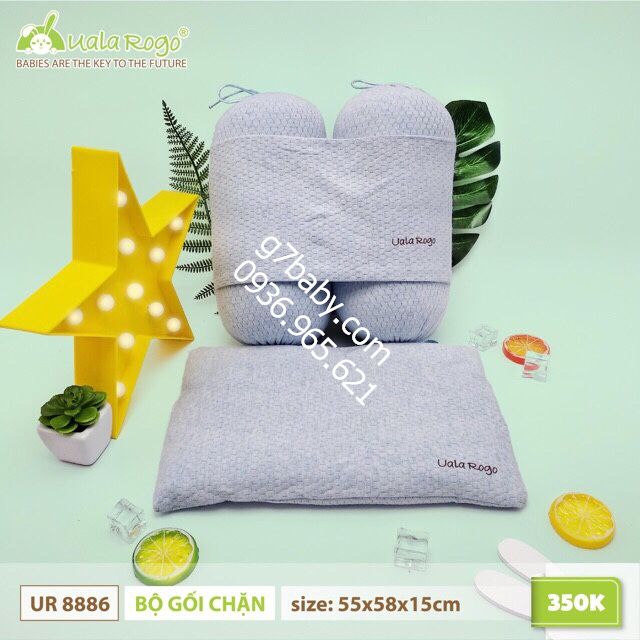 Uala Rogo®
BABIES ARE THE KEY TO THE FUTURE
Uala Rogo
g7baby.com
0936.965.621
Uala Rogo
UR 8886
BỘ GỐI CHẶN
size: 55x58x15cm
350K